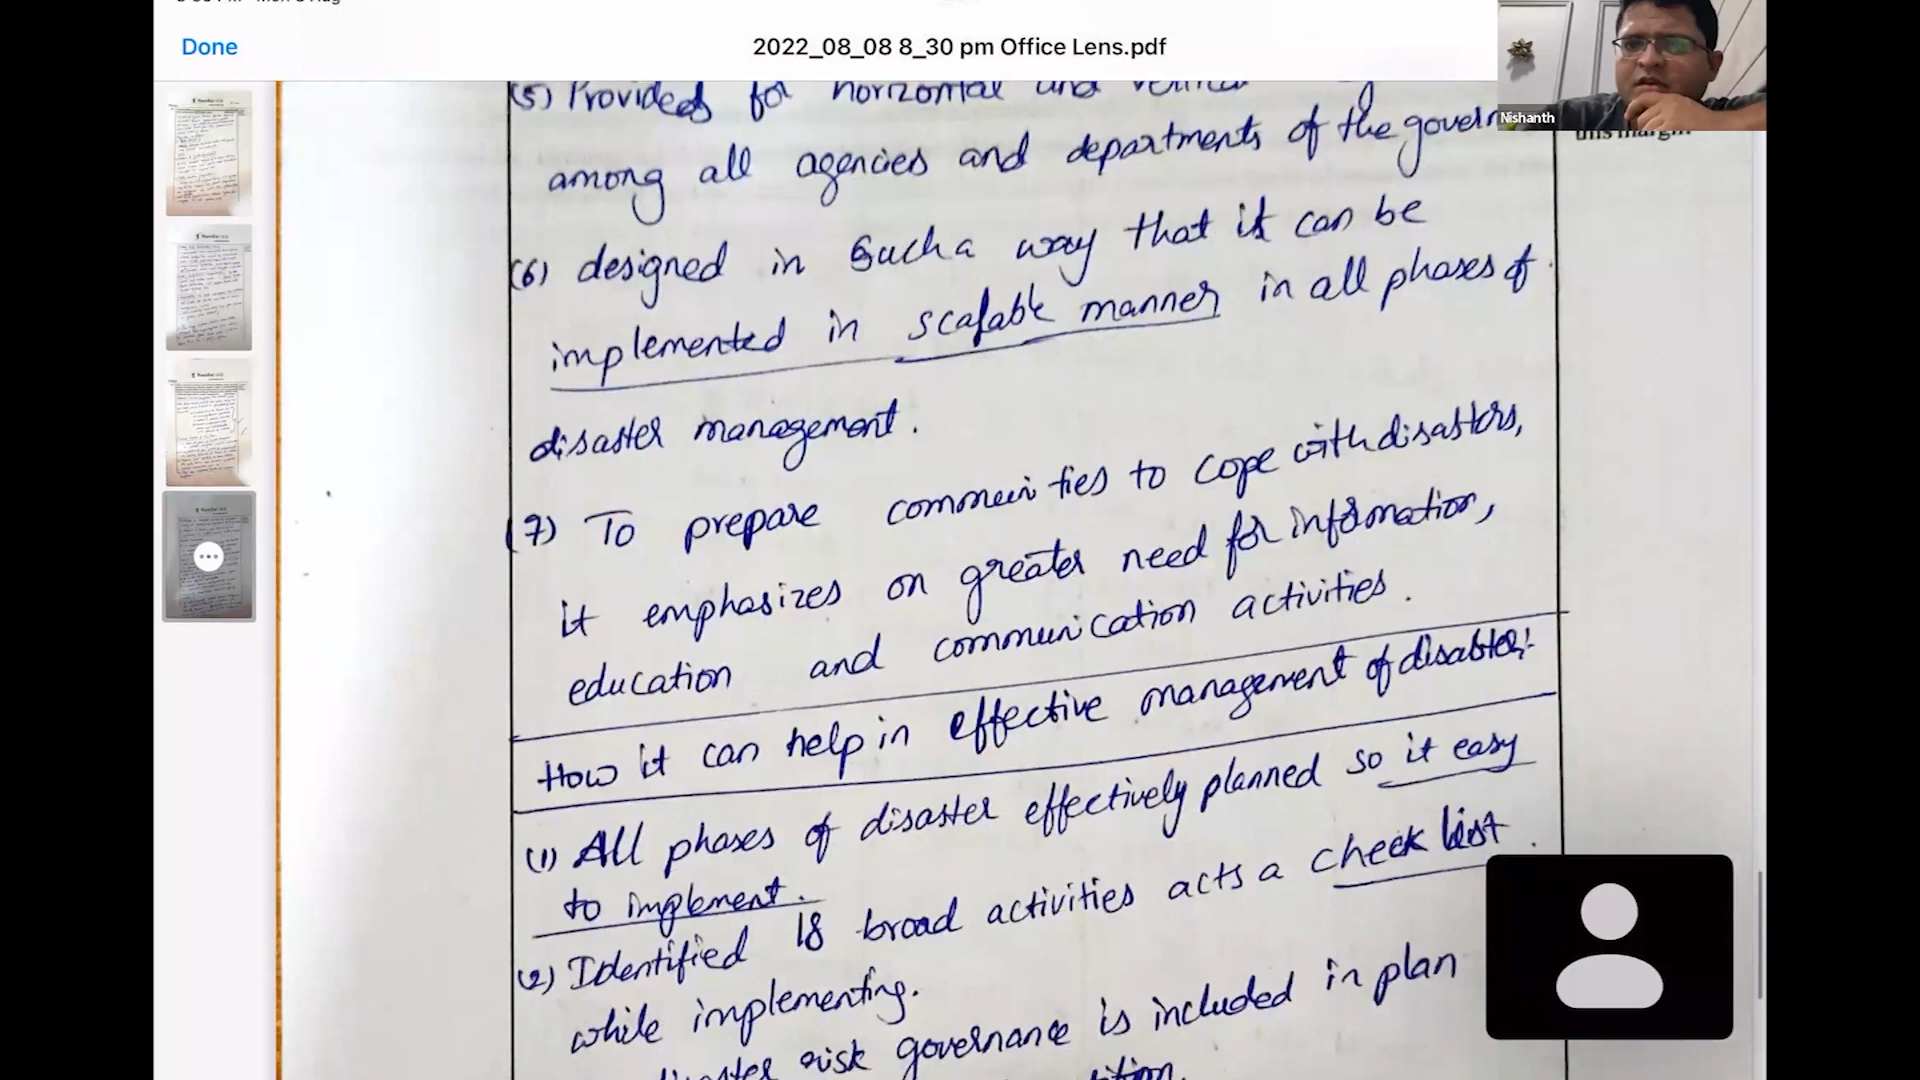 Done
2022_08_08 8_30 pm Office Lens.pdf
Nishanth
this margin
(5) Provided for horizontal and
among all agencies and departments of the govern
(6) designed in such a way that it can be
implemented in scalable manner in all phases of
disaster management.
(7) To prepare communities to cope with disasters,
it emphasizes on greater need for information,
education and communication activities.
How it can help in effective management of disaster:-
(1) All phases of disaster effectively planned so it easy
to implement.
(2) Identified 18 broad activities acts a check list
while implementing.
disaster risk governance is included in plan